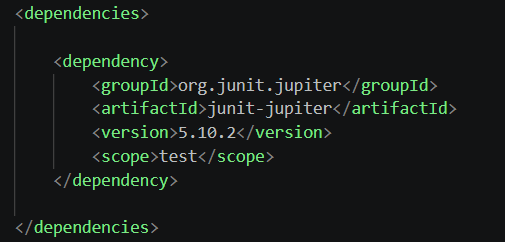 <dependencies>
<dependency>
<groupId>org.junit.jupiter</groupId>
<artifactId>junit-jupiter</artifactId>
<version>5.10.2</version>
<scope>test</scope>
</dependency>
</dependencies>